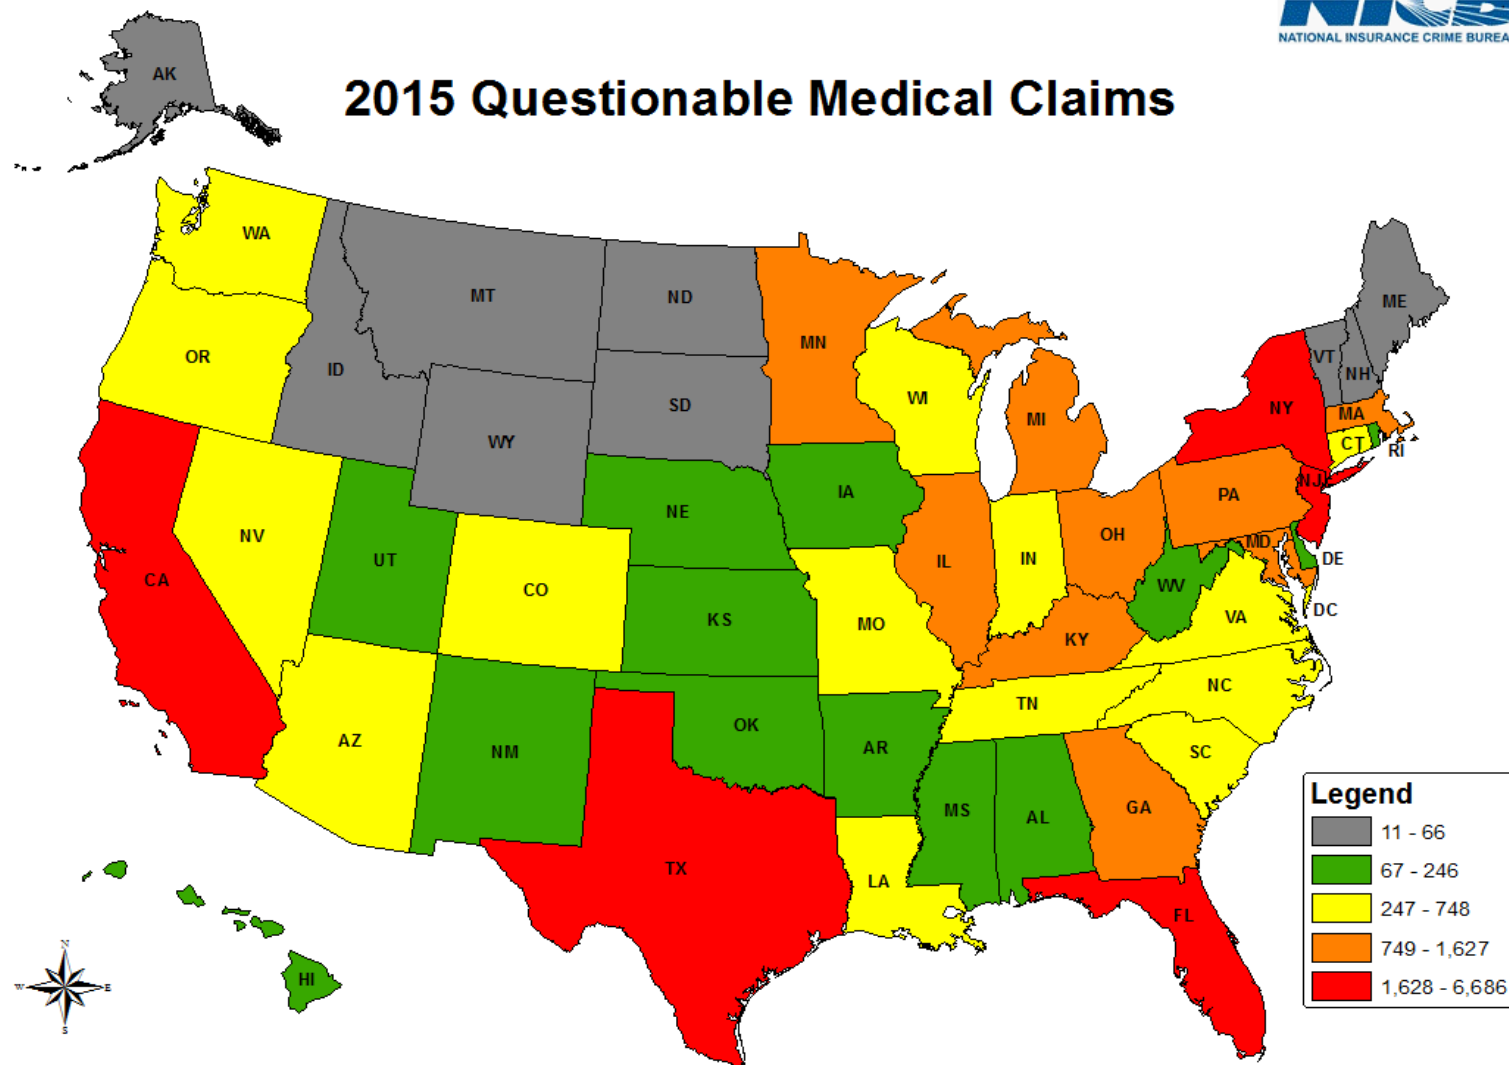 NICB
NATIONAL INSURANCE CRIME BUREA
2015 Questionable Medical Claims
AK
WA
MT
ND
MN
ME
OR
ID
SD
WI
MI
VT
NH
NY
MA
CT
RI
WY
IA
NE
PA
NJ
NV
UT
CO
IL
IN
OH
MD
DE
CA
KS
MO
WV
DC
VA
KY
AZ
NM
OK
AR
TN
NC
SC
MS
AL
GA
TX
LA
FL
HI
N
W
E
S
Legend
11 - 66
67 - 246
247 - 748
749 - 1,627
1,628 - 6,686